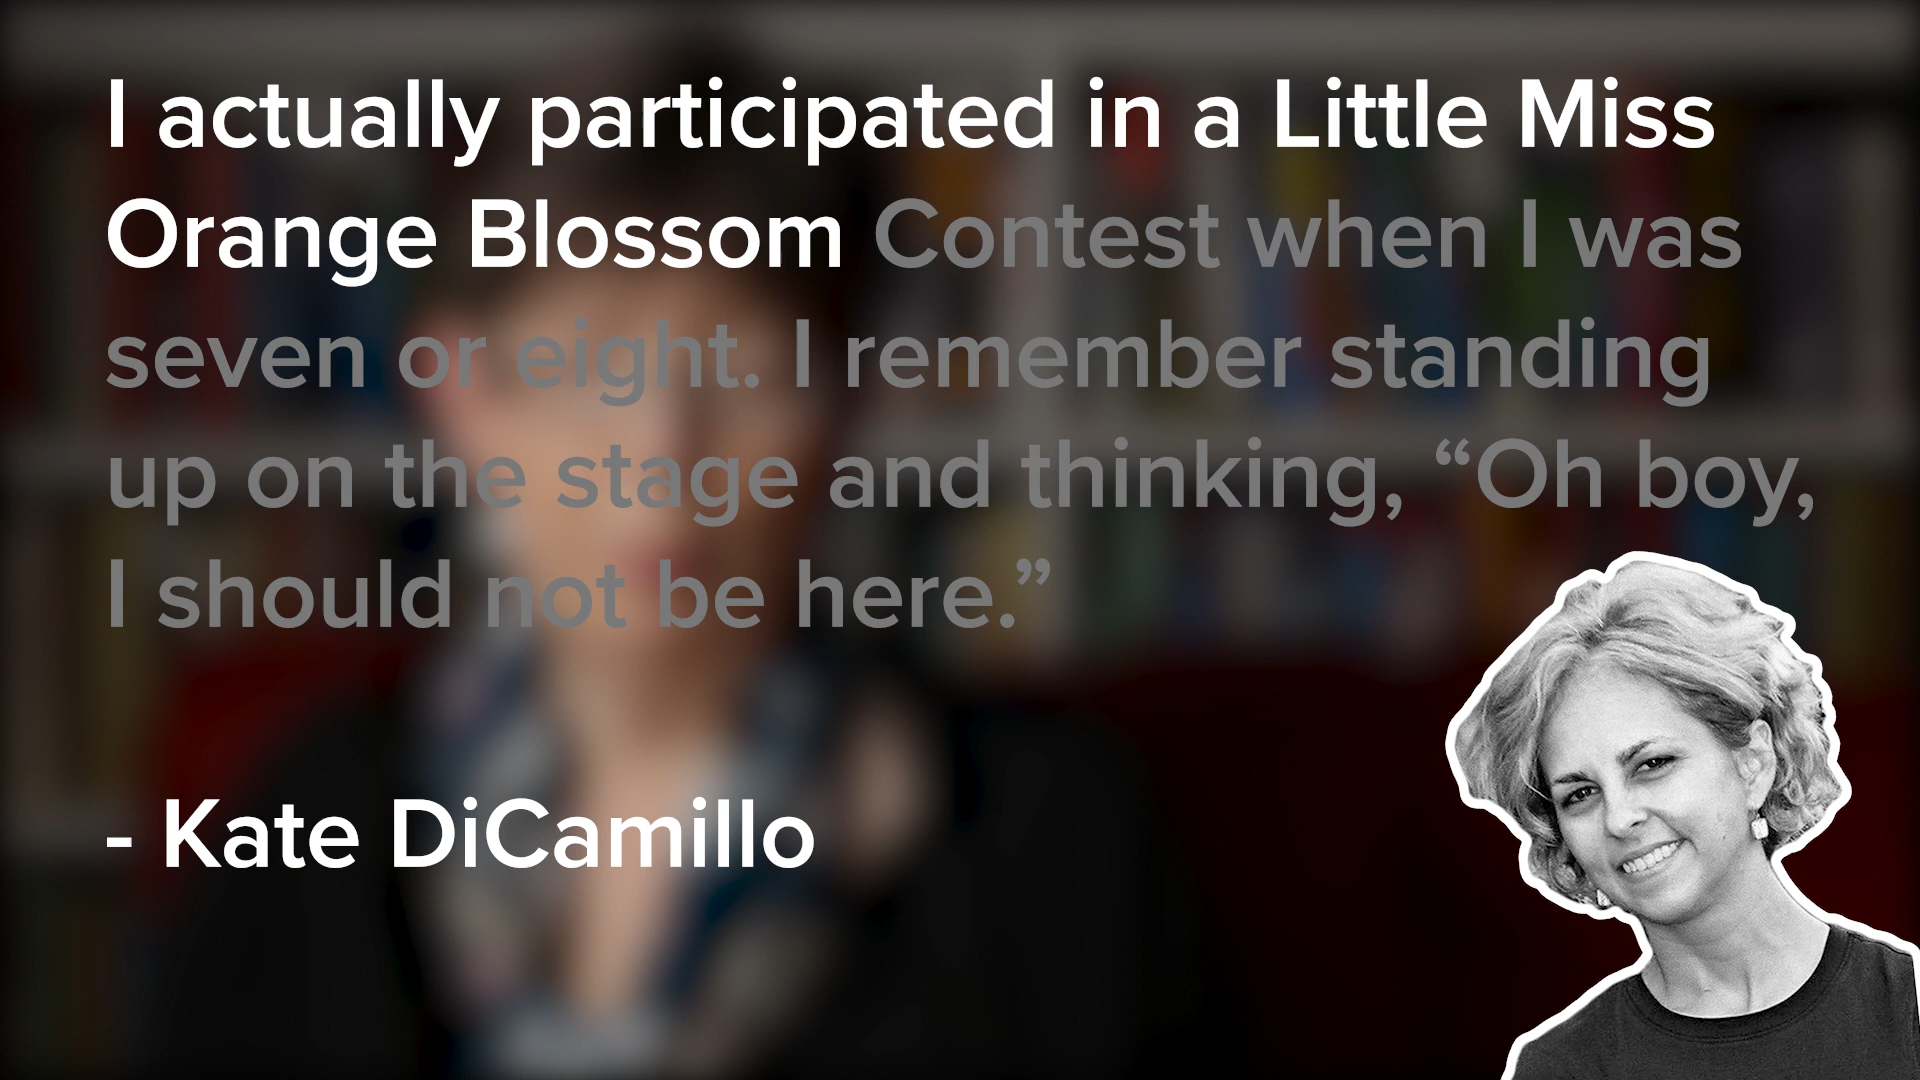 I actually participated in a Little Miss
Orange Blossom Contest when I was
seven or eight. I remember standing
up on the stage and thinking, “Oh boy,
I should not be here.”
- Kate DiCamillo